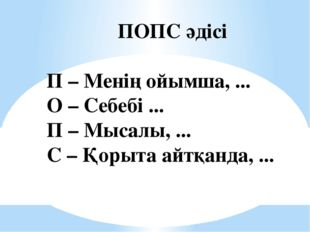 ПОПС әдісі
П – Менің ойымша, ...
О – Себебі ...
П – Мысалы, ...
С – Қорыта айтқанда, ...